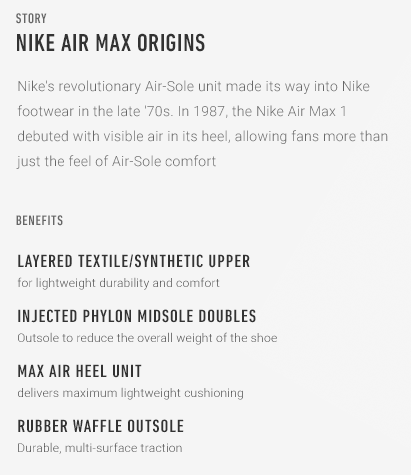 STORY
NIKE AIR MAX ORIGINS
Nike's revolutionary Air-Sole unit made its way into Nike
footwear in the late '70s. In 1987, the Nike Air Max 1
debuted with visible air in its heel, allowing fans more than
just the feel of Air-Sole comfort
BENEFITS
LAYERED TEXTILE/SYNTHETIC UPPER
for lightweight durability and comfort
INJECTED PHYLON MIDSOLE DOUBLES
Outsole to reduce the overall weight of the shoe
MAX AIR HEEL UNIT
delivers maximum lightweight cushioning
RUBBER WAFFLE OUTSOLE
Durable, multi-surface traction